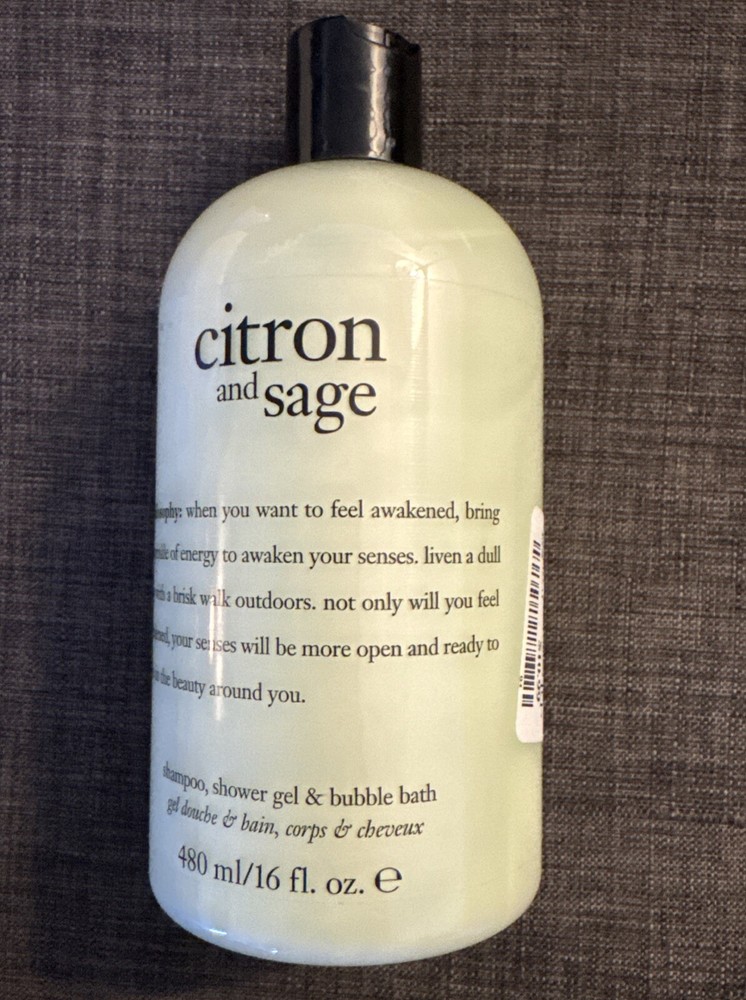 citron
and sage
when you want to feel awakened, bring
of energy to awaken your senses. liven a dull
with a brisk walk outdoors. not only will you feel
your senses will be more open and ready to
the beauty around you.
shampoo, shower gel & bubble bath
gel douche & bain, corps & cheveux
480 ml/16 fl. oz. e